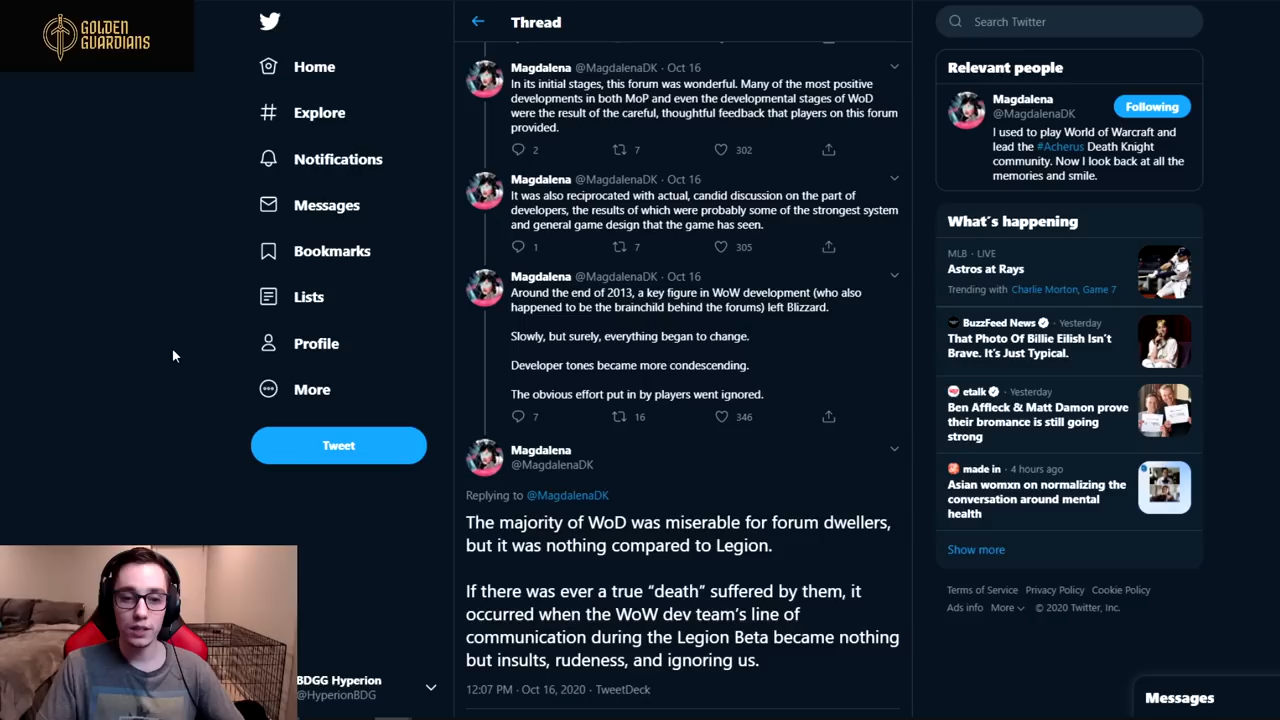 GOLDEN
GUARDIANS
Home
Explore
Notifications
Messages
Bookmarks
Lists
Profile
More
Tweet
BDGG Hyperion
@HyperionBDG
Thread
Magdalena @MagdalenaDK · Oct 16
In its initial stages, this forum was wonderful. Many of the most positive
developments in both MoP and even the developmental stages of WoD
were the result of the careful, thoughtful feedback that players on this forum
provided.
2 7 302
Magdalena @MagdalenaDK · Oct 16
It was also reciprocated with actual, candid discussion on the part of
developers, the results of which were probably some of the strongest system
and general game design that the game has seen.
1 7 305
Magdalena @MagdalenaDK · Oct 16
Around the end of 2013, a key figure in WoW development (who also
happened to be the brainchild behind the forums) left Blizzard.
Slowly, but surely, everything began to change.
Developer tones became more condescending.
The obvious effort put in by players went ignored.
7 16 346
Magdalena
@MagdalenaDK
Replying to @MagdalenaDK
The majority of WoD was miserable for forum dwellers,
but it was nothing compared to Legion.
If there was ever a true “death” suffered by them, it
occurred when the WoW dev team’s line of
communication during the Legion Beta became nothing
but insults, rudeness, and ignoring us.
12:07 PM · Oct 16, 2020 · TweetDeck
Search Twitter
Relevant people
Magdalena
@MagdalenaDK
Following
I used to play World of Warcraft and
lead the #Acherus Death Knight
community. Now I look back at all the
memories and smile.
What’s happening
MLB · LIVE
Astros at Rays
Trending with Charlie Morton, Game 7
BuzzFeed News · Yesterday
That Photo Of Billie Eilish Isn’t
Brave. It’s Just Typical.
etalk · Yesterday
Ben Affleck & Matt Damon prove
their bromance is still going
strong
made in · 4 hours ago
Asian womxn on normalizing the
conversation around mental
health
Show more
Terms of Service Privacy Policy Cookie Policy
Ads info More © 2020 Twitter, Inc.
Messages